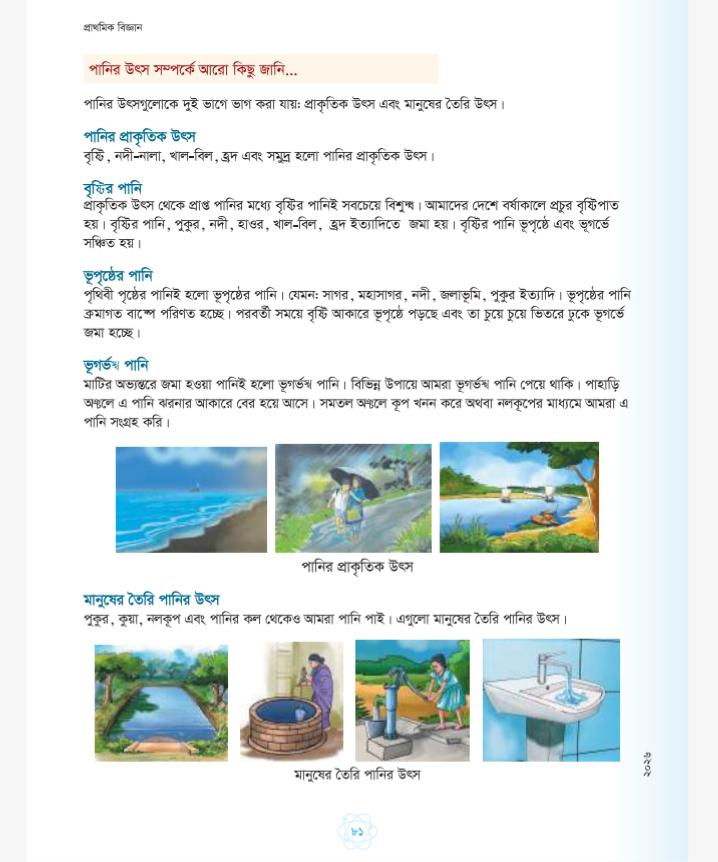 প্রাথমিক বিজ্ঞান
পানির উৎস সম্পর্কে আরো কিছু জানি...
পানির উৎসগুলোকে দুই ভাগে ভাগ করা যায়: প্রাকৃতিক উৎস এবং মানুষের তৈরি উৎস।
পানির প্রাকৃতিক উৎস
বৃষ্টি, নদী-নালা, খাল-বিল, হ্রদ এবং সমুদ্র হলো পানির প্রাকৃতিক উৎস।
বৃষ্টির পানি
প্রাকৃতিক উৎস থেকে প্রাপ্ত পানির মধ্যে বৃষ্টির পানিই সবচেয়ে বিশুদ্ধ। আমাদের দেশে বর্ষাকালে প্রচুর বৃষ্টিপাত
হয়। বৃষ্টির পানি, পুকুর, নদী, হাওর, খাল-বিল, হ্রদ ইত্যাদিতে জমা হয়। বৃষ্টির পানি ভূপৃষ্ঠে এবং ভূগর্ভে
সঞ্চিত হয়।
ভূপৃষ্ঠের পানি
পৃথিবী পৃষ্ঠের পানিই হলো ভূপৃষ্ঠের পানি। যেমন: সাগর, মহাসাগর, নদী, জলাভূমি, পুকুর ইত্যাদি। ভূপৃষ্ঠের পানি
ক্রমাগত বাষ্পে পরিণত হচ্ছে। পরবর্তী সময়ে বৃষ্টি আকারে ভূপৃষ্ঠে পড়ছে এবং তা চুয়ে চুয়ে ভিতরে ঢুকে ভূগর্ভে
জমা হচ্ছে।
ভূগর্ভস্থ পানি
মাটির অভ্যন্তরে জমা হওয়া পানিই হলো ভূগর্ভস্থ পানি। বিভিন্ন উপায়ে আমরা ভূগর্ভস্থ পানি পেয়ে থাকি। পাহাড়ি
অঞ্চলে এ পানি ঝরনার আকারে বের হয়ে আসে। সমতল অঞ্চলে কূপ খনন করে অথবা নলকূপের মাধ্যমে আমরা এ
পানি সংগ্রহ করি।
পানির প্রাকৃতিক উৎস
মানুষের তৈরি পানির উৎস
পুকুর, কুয়া, নলকূপ এবং পানির কল থেকেও আমরা পানি পাই। এগুলো মানুষের তৈরি পানির উৎস।
মানুষের তৈরি পানির উৎস
২০২৬
৮১